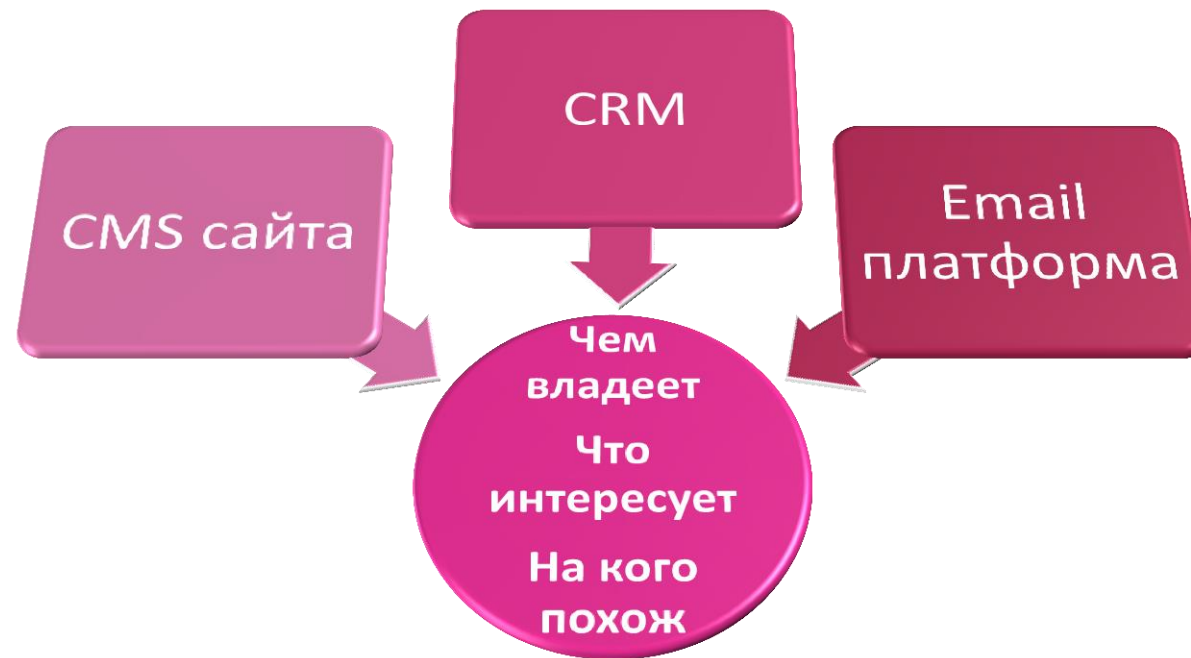 CMS сайта
CRM
Email
платформа
Чем
владеет
Что
интересует
На кого
похож